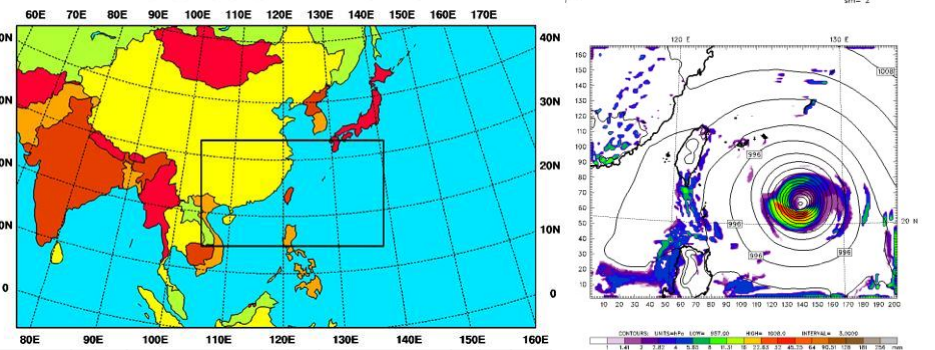 60E 70E 80E 90E 100E 110E 120E 130E 140E 150E 160E 170E
40N
30N
20N
10N
0
80E 90E 100E 110E 120E 130E 140E 150E 160E
120 E 130 E
160
150
140
130
120
110
100
90
80
70
60
50
40
30
20
10
1008
996
996
996
996
20 N
10 20 30 40 50 60 70 80 90 100 110 120 130 140 150 160 170 180 190 200
CONTOURS: UNITS=hPa LOW= 937.00 HIGH= 1008.0 INTERVAL= 3.0000
1 1.41 2 2.82 4 5.65 8 11.31 16 22.63 32 45.25 64 90.51 128 181 256 mm